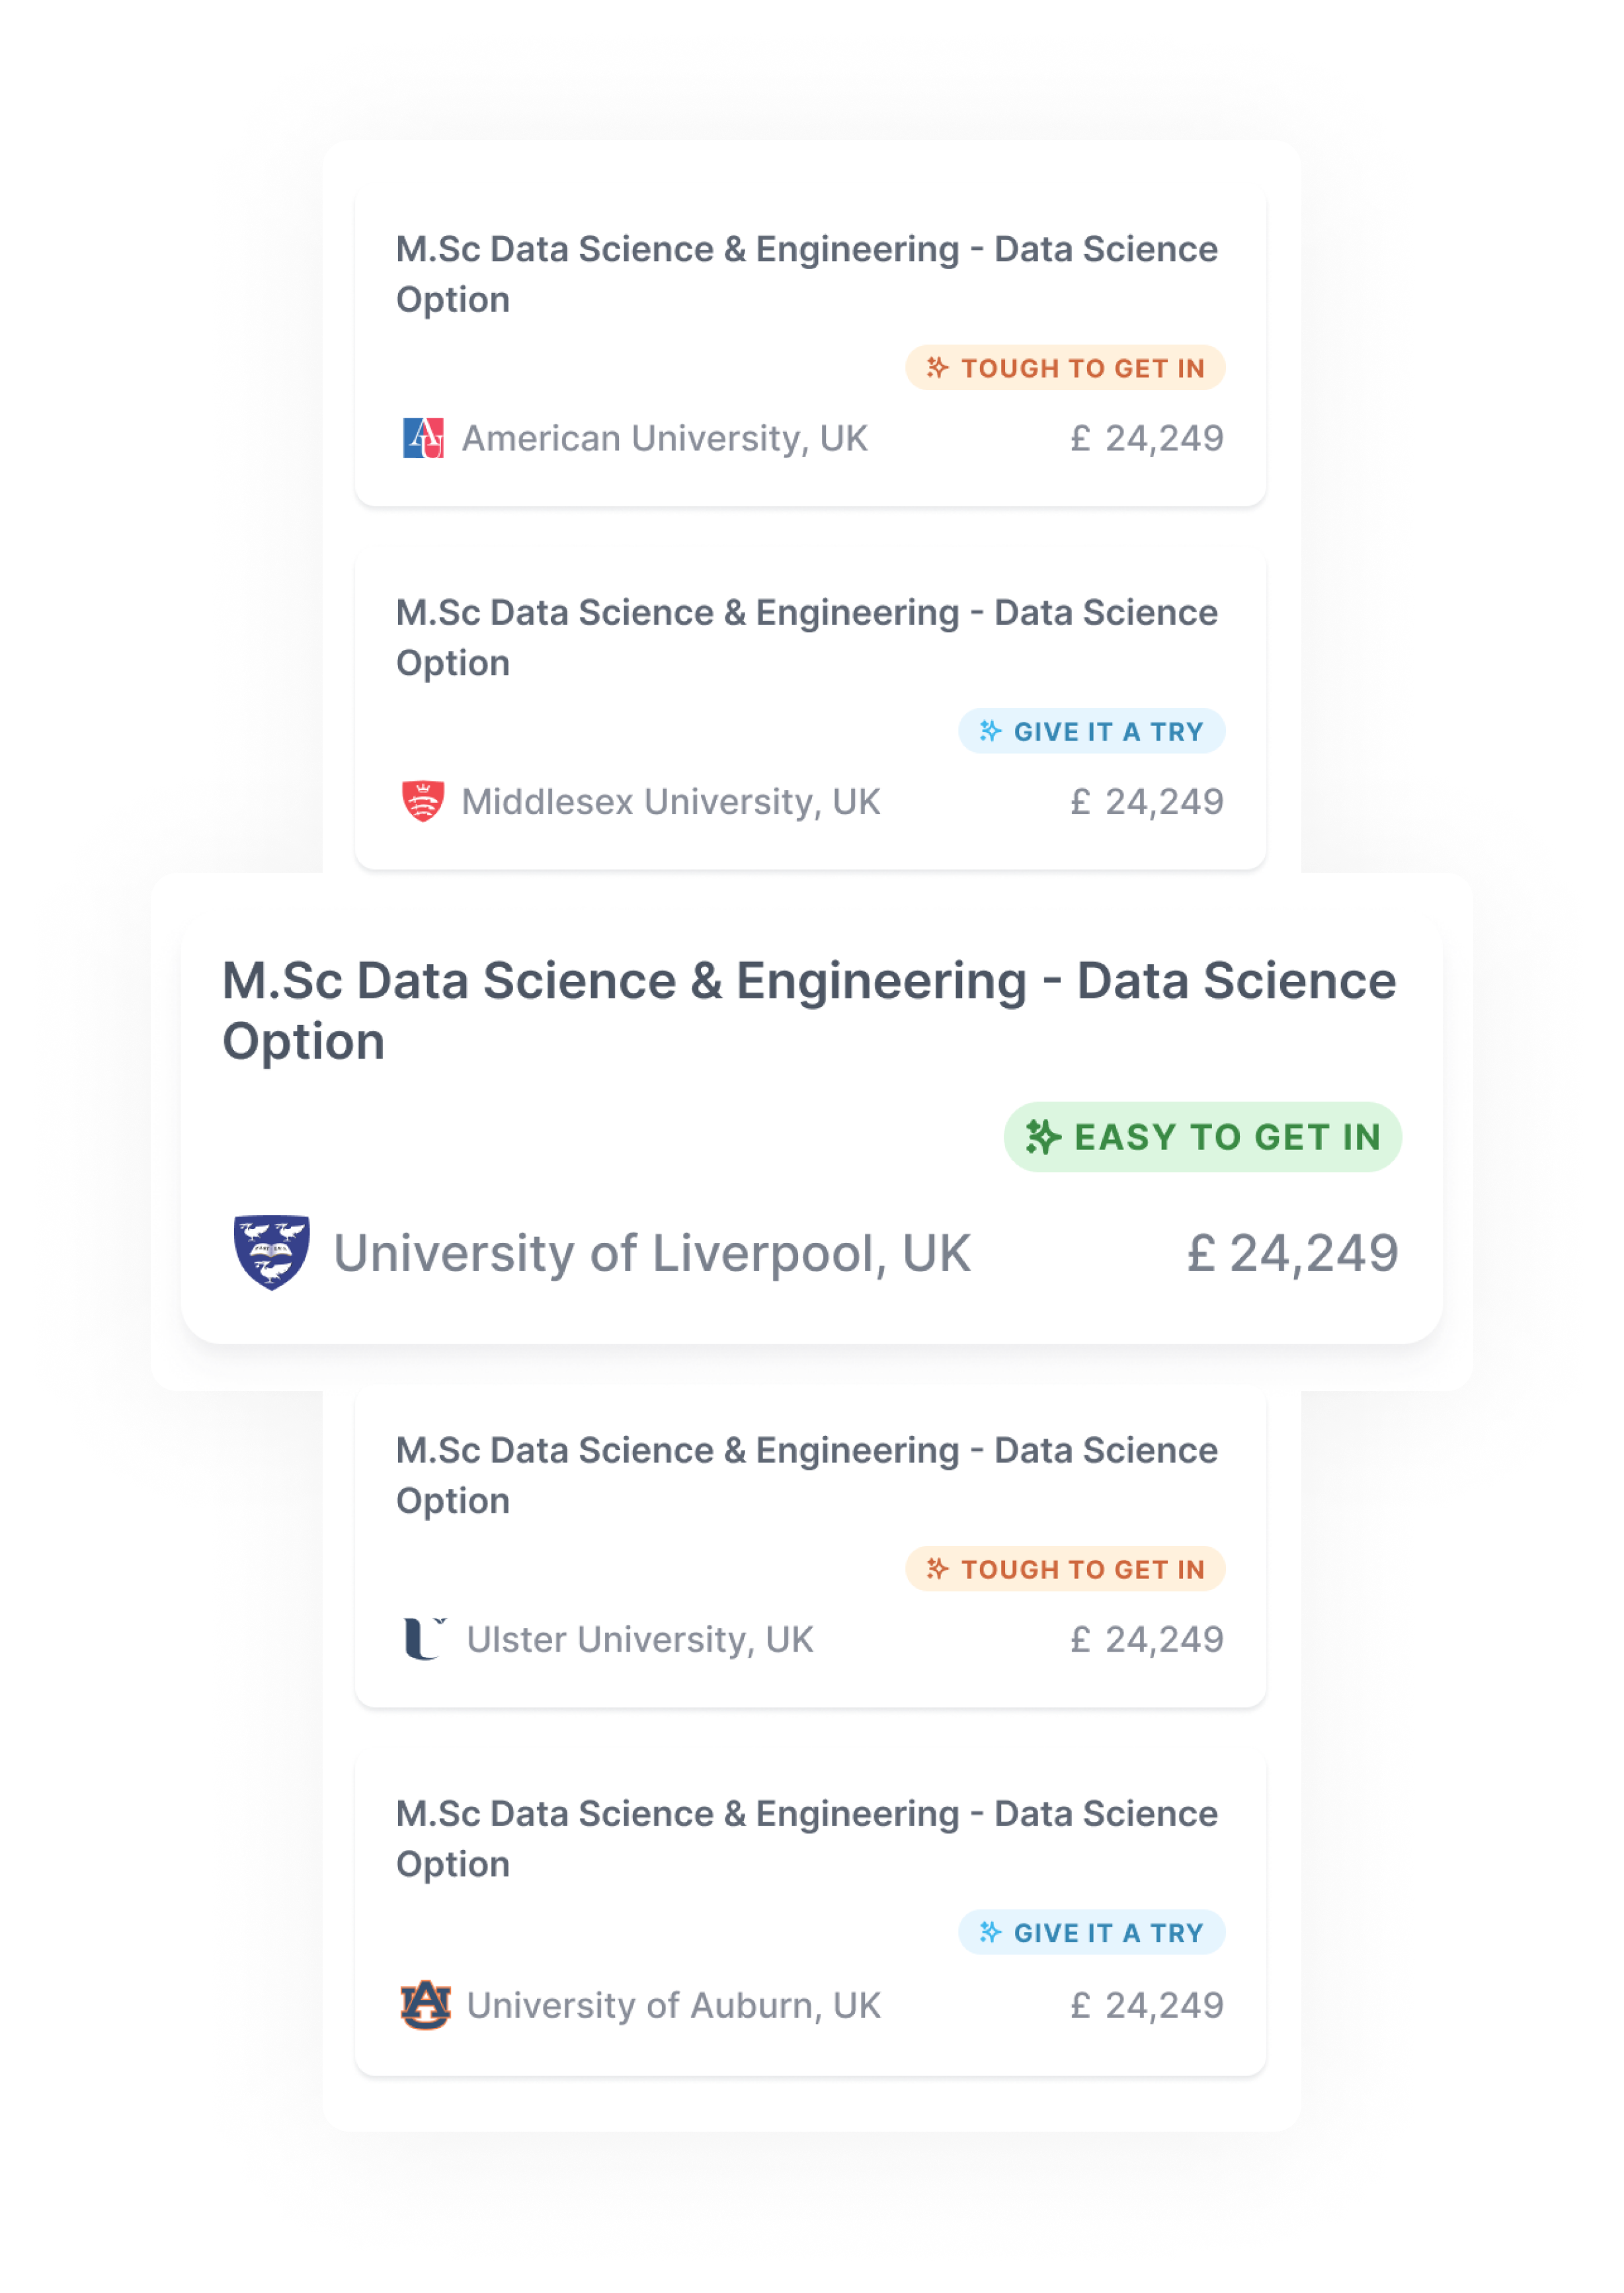 M.Sc Data Science & Engineering - Data Science
Option
TOUGH TO GET IN
American University, UK £ 24,249
M.Sc Data Science & Engineering - Data Science
Option
GIVE IT A TRY
Middlesex University, UK £ 24,249
M.Sc Data Science & Engineering - Data Science
Option
EASY TO GET IN
University of Liverpool, UK £ 24,249
M.Sc Data Science & Engineering - Data Science
Option
TOUGH TO GET IN
Ulster University, UK £ 24,249
M.Sc Data Science & Engineering - Data Science
Option
GIVE IT A TRY
University of Auburn, UK £ 24,249